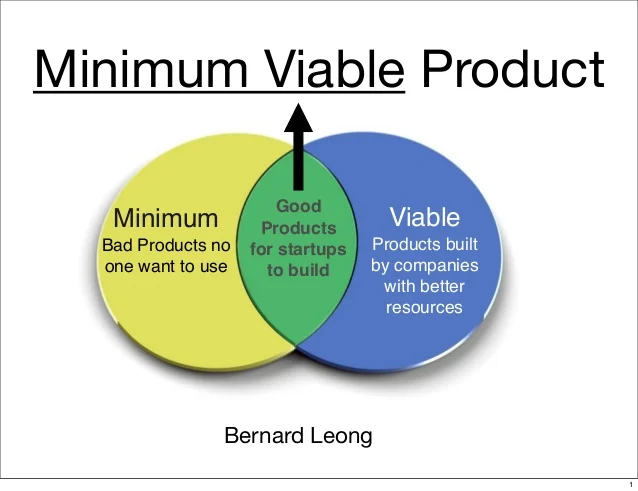 Minimum Viable Product
Minimum
Bad Products no
one want to use
Good
Products
for startups
to build
Viable
Products built
by companies
with better
resources
Bernard Leong
1